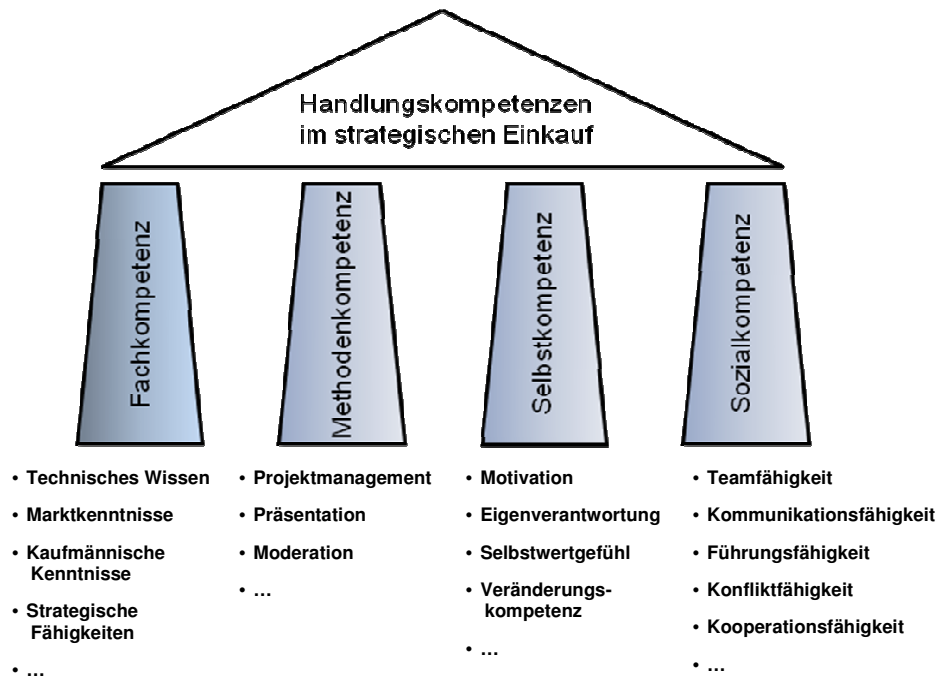 Handlungskompetenzen
im strategischen Einkauf
Fachkompetenz
Methodenkompetenz
Selbstkompetenz
Sozialkompetenz
• Technisches Wissen
• Marktkenntnisse
• Kaufmännische
Kenntnisse
• Strategische
Fähigkeiten
• ...
• Projektmanagement
• Präsentation
• Moderation
• ...
• Motivation
• Eigenverantwortung
• Selbstwertgefühl
• Veränderungs-
kompetenz
• ...
• Teamfähigkeit
• Kommunikationsfähigkeit
• Führungsfähigkeit
• Konfliktfähigkeit
• Kooperationsfähigkeit
• ...